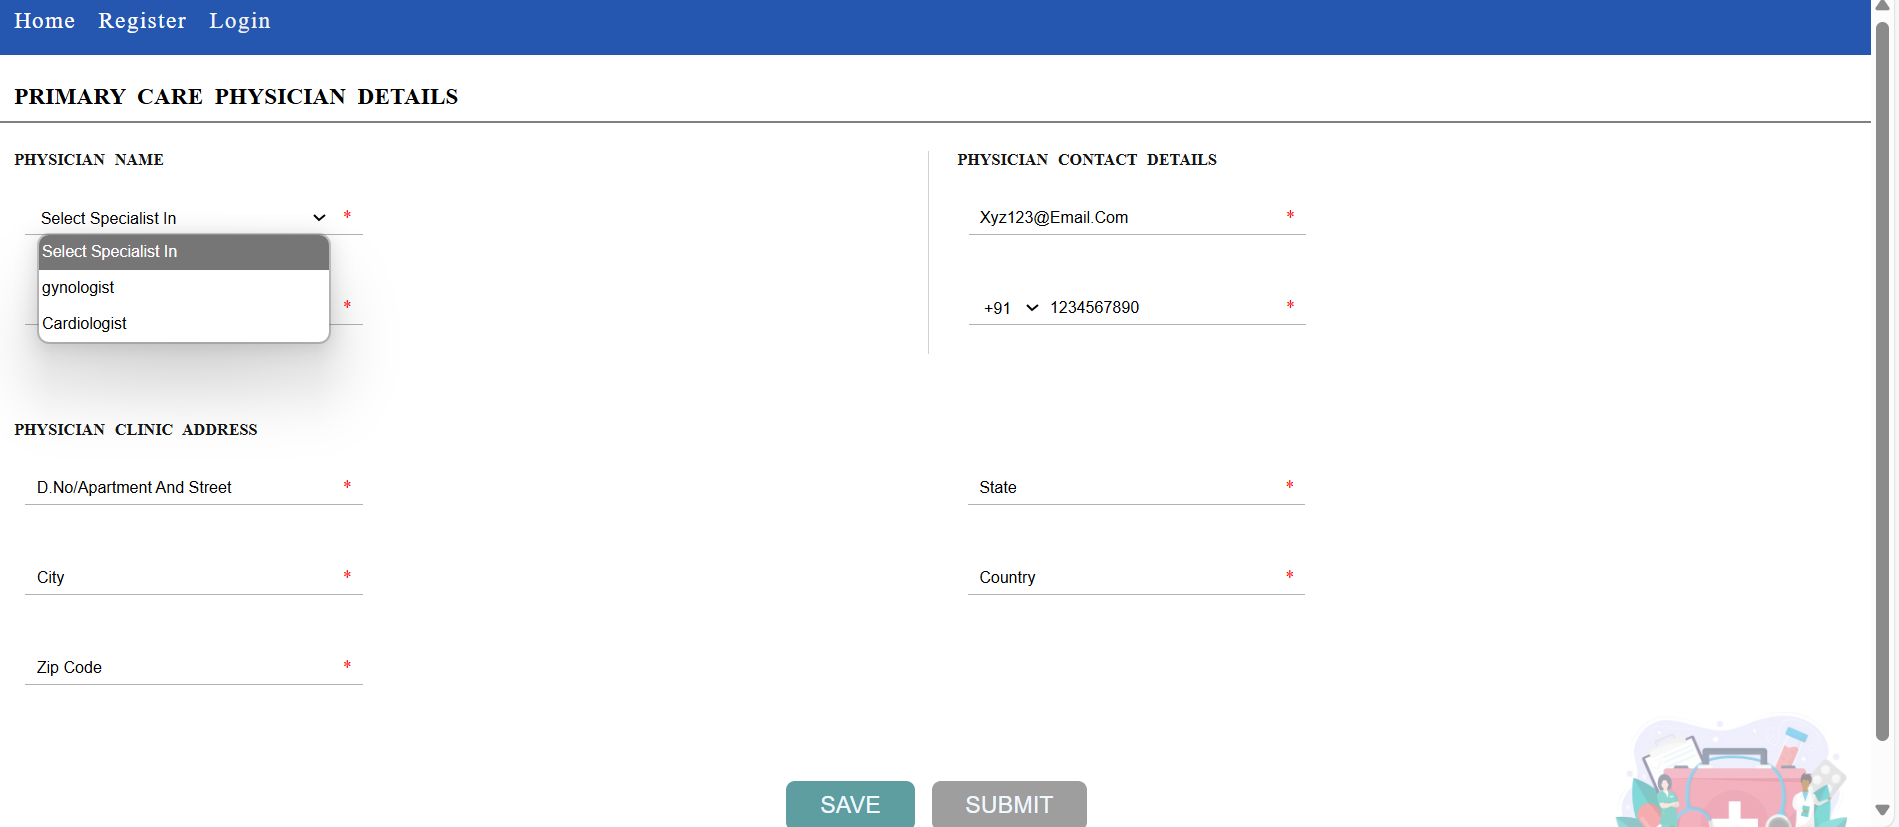 Home Register Login
PRIMARY CARE PHYSICIAN DETAILS
PHYSICIAN NAME
Select Specialist In *
Select Specialist In
gynologist
Cardiologist
*
PHYSICIAN CONTACT DETAILS
Xyz123@Email.Com *
+91 1234567890 *
PHYSICIAN CLINIC ADDRESS
D.No/Apartment And Street *
State *
City *
Country *
Zip Code *
SAVE SUBMIT